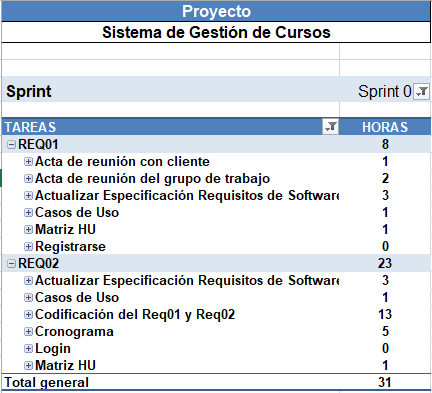 Proyecto
Sistema de Gestión de Cursos
Sprint Sprint 0
TAREAS HORAS
REQ01 8
Acta de reunión con cliente 1
Acta de reunión del grupo de trabajo 2
Actualizar Especificación Requisitos de Software 3
Casos de Uso 1
Matriz HU 1
Registrarse 0
REQ02 23
Actualizar Especificación Requisitos de Software 3
Casos de Uso 1
Codificación del Req01 y Req02 13
Cronograma 5
Login 0
Matriz HU 1
Total general 31